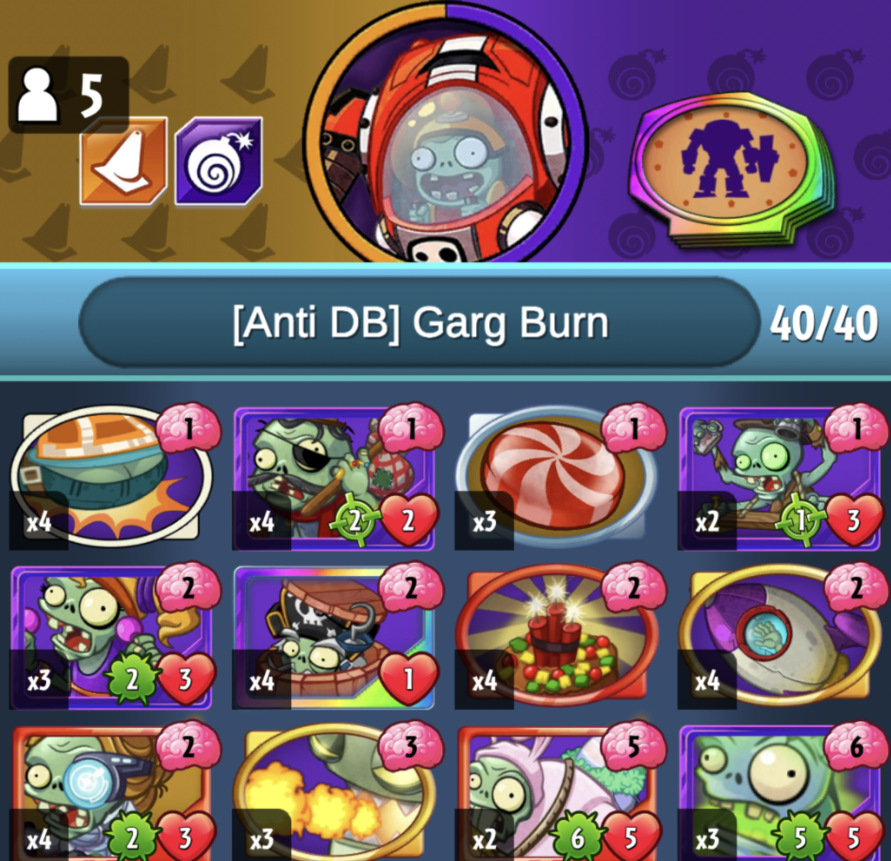 5
[Anti DB] Garg Burn
40/40
1 1 1 1
x4 x4 2 2 x3 x2 1 3
2 2 2 2
x3 2 3 x4 1 x4 x4
2 3 5 6
x4 2 3 x3 x2 6 5 x3 5 5